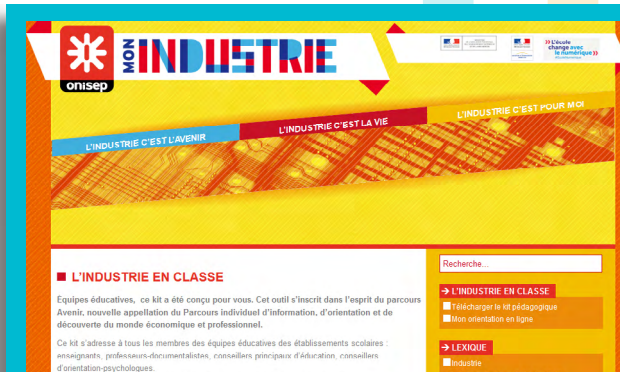 onisep
MON INDUSTRIE
L'École
change avec
le numérique
L'INDUSTRIE C'EST L'AVENIR
L'INDUSTRIE C'EST LA VIE
L'INDUSTRIE C'EST POUR MOI
■ L'INDUSTRIE EN CLASSE
Equipes éducatives, ce kit a été conçu pour vous. Cet outil s'inscrit dans l'esprit du parcours
Avenir, nouvelle appellation du Parcours individuel d'information, d'orientation et de
découverte du monde économique et professionnel.
Ce kit s'adresse à tous les membres des équipes éducatives des établissements scolaires :
enseignants, professeurs-documentalistes, conseillers principaux d'éducation, conseillers
d'orientation-psychologues.
Recherche...
→ L'INDUSTRIE EN CLASSE
Télécharger le kit pédagogique
Mon orientation en ligne
→ LEXIQUE
Industrie